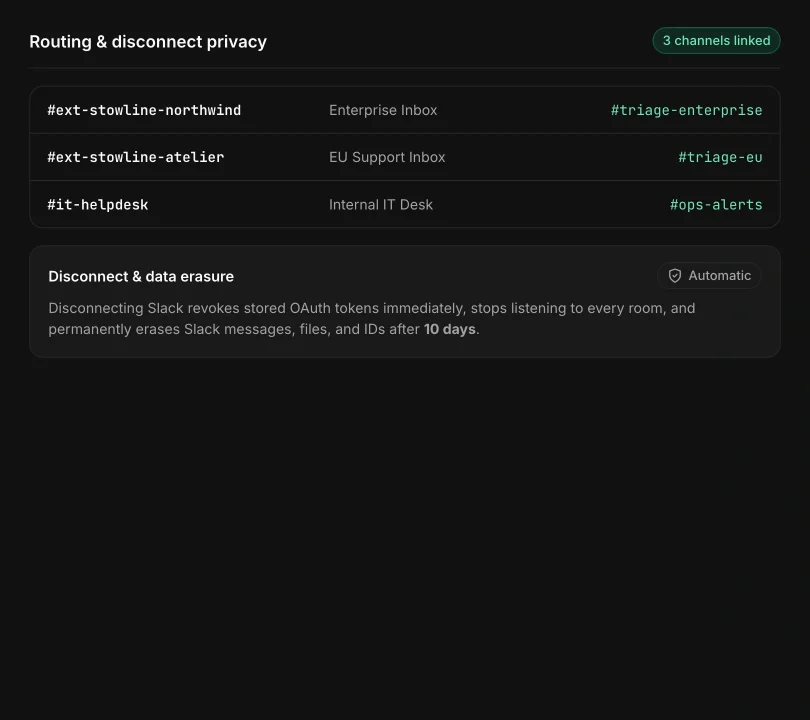 Routing & disconnect privacy
3 channels linked
#ext-stowline-northwind Enterprise Inbox #triage-enterprise
#ext-stowline-atelier EU Support Inbox #triage-eu
#it-helpdesk Internal IT Desk #ops-alerts
Disconnect & data erasure
Automatic
Disconnecting Slack revokes stored OAuth tokens immediately, stops listening to every room, and
permanently erases Slack messages, files, and IDs after 10 days.